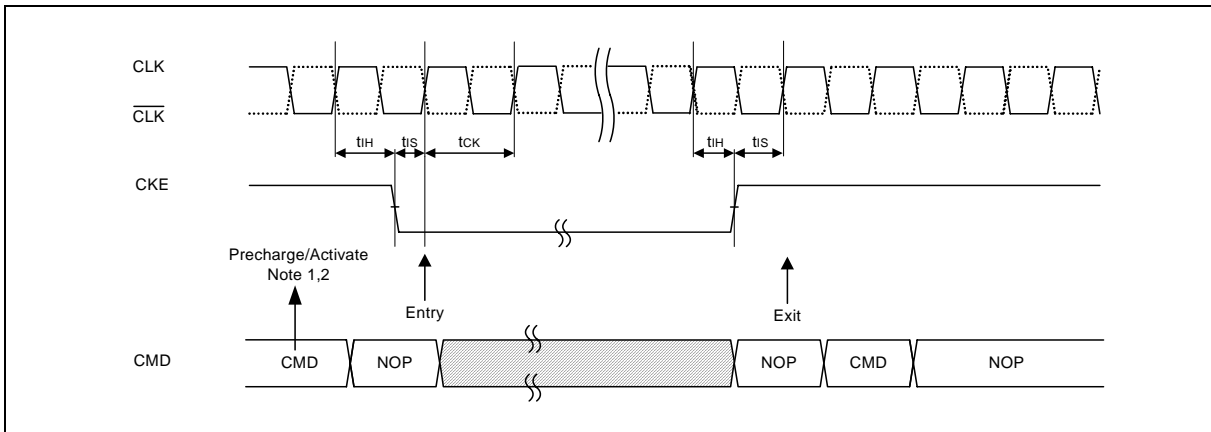 CLK
CLK
tIH tIS tCK tIH tIS
CKE
Precharge/Activate
Note 1,2
Entry
Exit
CMD
CMD NOP NOP CMD NOP